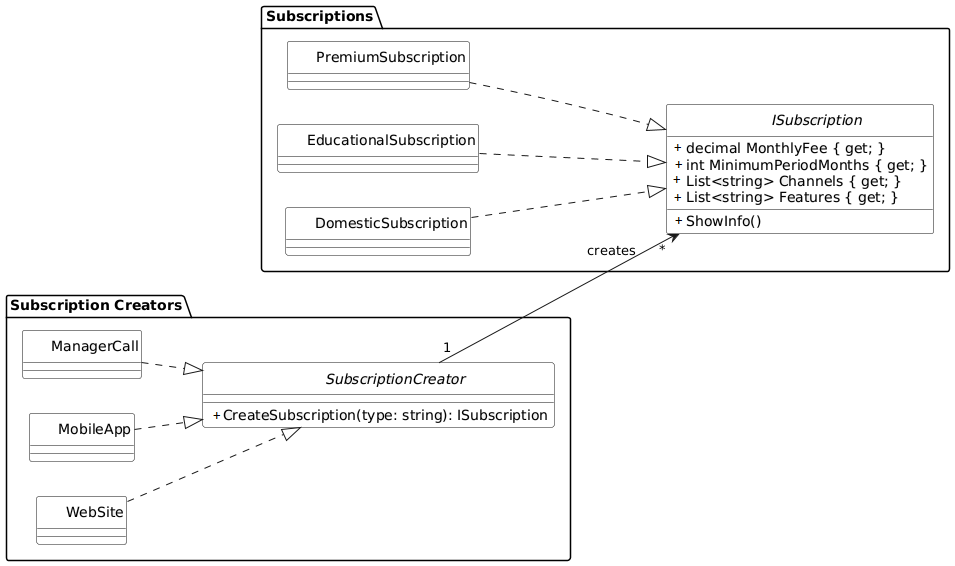 Subscriptions
PremiumSubscription
EducationalSubscription
DomesticSubscription
ISubscription
+ decimal MonthlyFee { get; }
+ int MinimumPeriodMonths { get; }
+ List<string> Channels { get; }
+ List<string> Features { get; }
+ ShowInfo()
creates
*
1
Subscription Creators
ManagerCall
MobileApp
WebSite
SubscriptionCreator
+ CreateSubscription(type: string): ISubscription